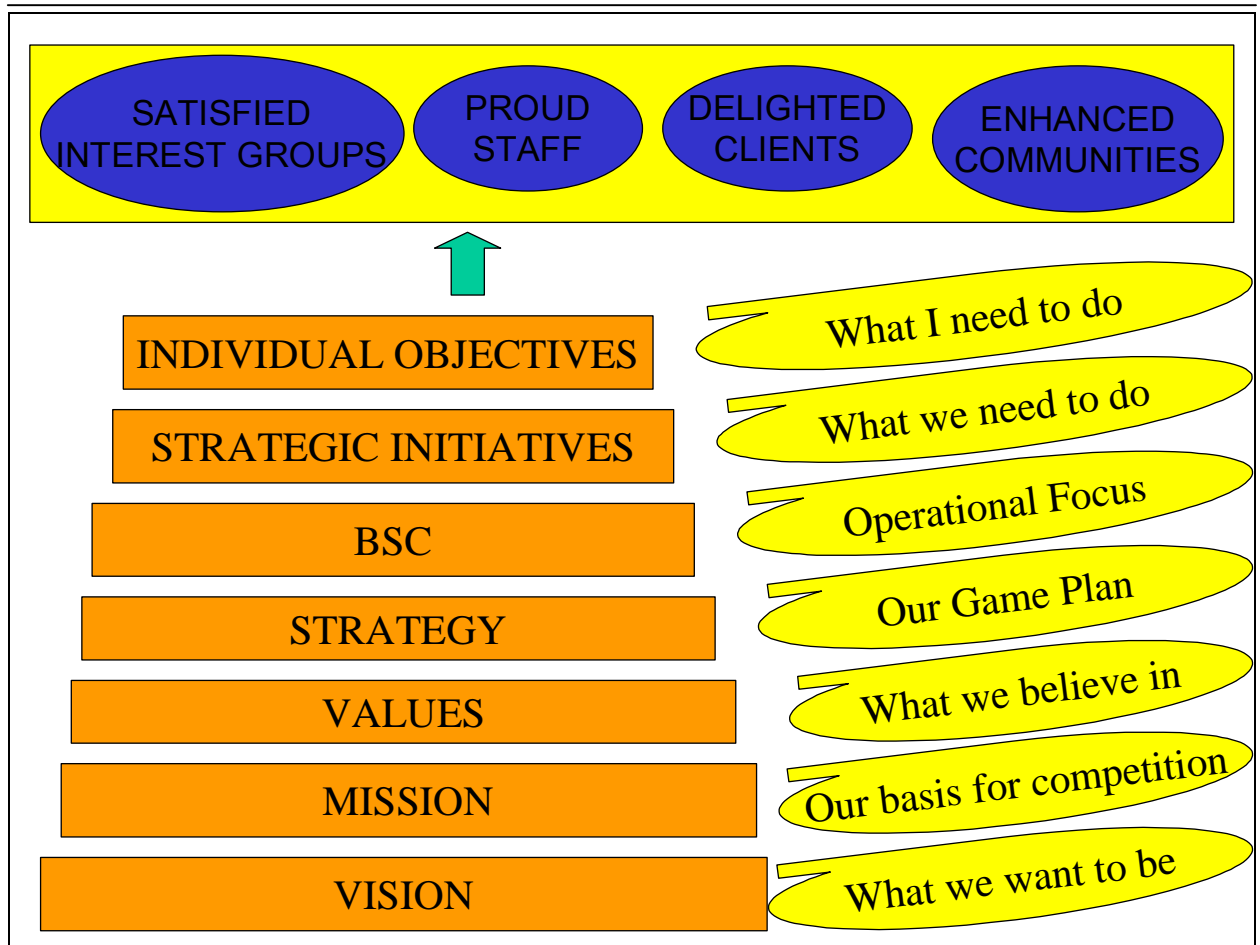 SATISFIED
INTEREST GROUPS
PROUD
STAFF
DELIGHTED
CLIENTS
ENHANCED
COMMUNITIES
INDIVIDUAL OBJECTIVES
What I need to do
STRATEGIC INITIATIVES
What we need to do
BSC
Operational Focus
STRATEGY
Our Game Plan
VALUES
What we believe in
MISSION
Our basis for competition
VISION
What we want to be